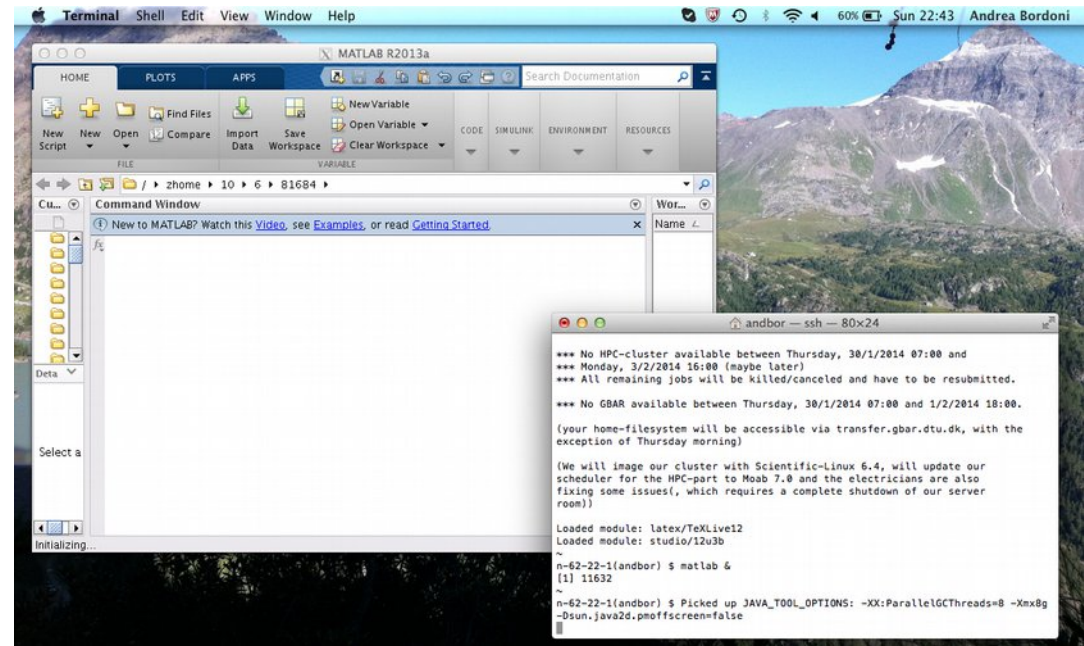 Terminal Shell Edit View Window Help 60% Sun 22:43 Andrea Bordoni
MATLAB R2013a
HOME PLOTS APPS Search Documentation
New Script
New
Open
Find Files
Compare
Import Data
Save Workspace
New Variable
Open Variable
Clear Workspace
CODE SIMULINK ENVIRONMENT RESOURCES
FILE VARIABLE
/ zhome 10 6 81684
Cu... Command Window Wor...
fx New to MATLAB? Watch this Video, see Examples, or read Getting Started. Name
Deta
Select a
Initializing...
andbor — ssh — 80×24
*** No HPC-cluster available between Thursday, 30/1/2014 07:00 and
*** Monday, 3/2/2014 16:00 (maybe later)
*** All remaining jobs will be killed/canceled and have to be resubmitted.
*** No GBAR available between Thursday, 30/1/2014 07:00 and 1/2/2014 18:00.
(your home-filesystem will be accessible via transfer.gbar.dtu.dk, with the
exception of Thursday morning)
(We will image our cluster with Scientific-Linux 6.4, will update our
scheduler for the HPC-part to Moab 7.0 and the electricians are also
fixing some issues(, which requires a complete shutdown of our server
room))
Loaded module: latex/TeXLive12
Loaded module: studio/12u3b
~
n-62-22-1(andbor) $ matlab &
[1] 11632
~
n-62-22-1(andbor) $ Picked up JAVA_TOOL_OPTIONS: -XX:ParallelGCThreads=8 -Xmx8g
-Dsun.java2d.pmoffscreen=false